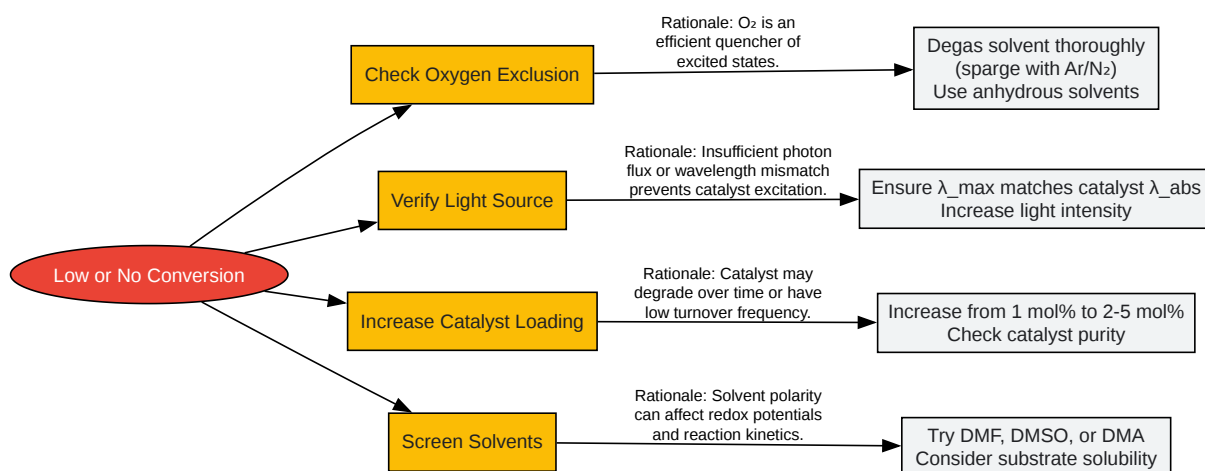 Low or No Conversion
Check Oxygen Exclusion
Rationale: O₂ is an
efficient quencher of
excited states.
Degas solvent thoroughly
(sparge with Ar/N₂)
Use anhydrous solvents
Verify Light Source
Rationale: Insufficient photon
flux or wavelength mismatch
prevents catalyst excitation.
Ensure λ_max matches catalyst λ_abs
Increase light intensity
Increase Catalyst Loading
Rationale: Catalyst may
degrade over time or have
low turnover frequency.
Increase from 1 mol% to 2-5 mol%
Check catalyst purity
Screen Solvents
Rationale: Solvent polarity
can affect redox potentials
and reaction kinetics.
Try DMF, DMSO, or DMA
Consider substrate solubility